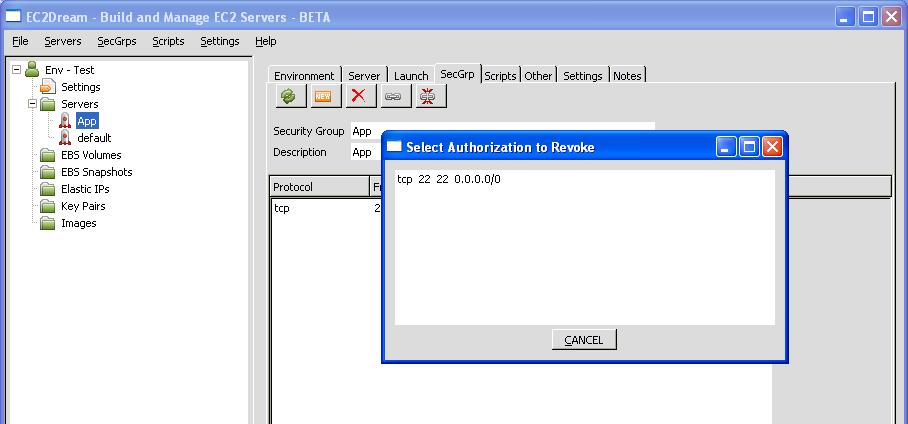 EC2Dream - Build and Manage EC2 Servers - BETA
File Servers SecGrps Scripts Settings Help
Env - Test
Settings
Servers
App
default
EBS Volumes
EBS Snapshots
Elastic IPs
Key Pairs
Images
Environment Server Launch SecGrp Scripts Other Settings Notes
NEW
Security Group App
Description App
Protocol
tcp 2
Select Authorization to Revoke
tcp 22 22 0.0.0.0/0
CANCEL